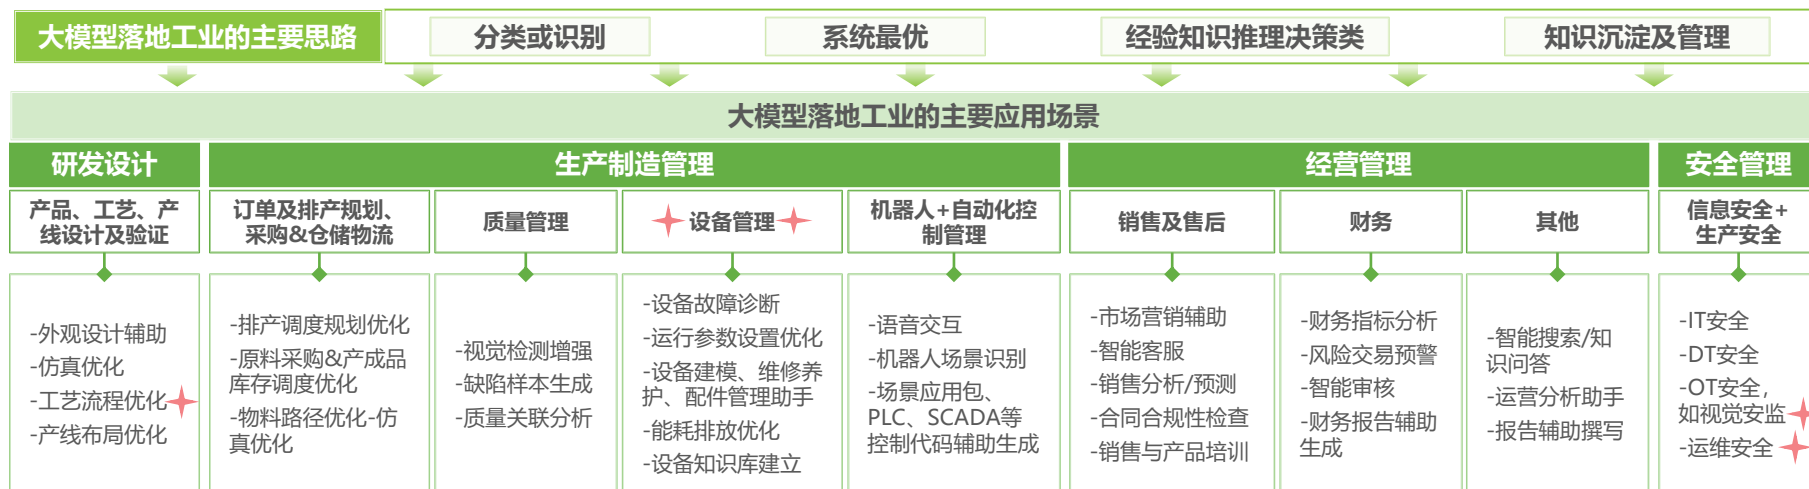 大模型落地工业的主要思路
分类或识别
系统最优
经验知识推理决策类
知识沉淀及管理
大模型落地工业的主要应用场景
研发设计
生产制造管理
经营管理
安全管理
产品、工艺、产
线设计及验证
订单及排产规划、
采购&仓储物流
质量管理
设备管理
机器人+自动化控
制管理
销售及售后
财务
其他
信息安全+
生产安全
-外观设计辅助
-仿真优化
-工艺流程优化
-产线布局优化
-排产调度规划优化
-原料采购&产成品
库存调度优化
-物料路径优化-仿
真优化
-视觉检测增强
-缺陷样本生成
-质量关联分析
-设备故障诊断
-运行参数设置优化
-设备建模、维修养
护、配件管理助手
-能耗排放优化
-设备知识库建立
-语音交互
-机器人场景识别
-场景应用包、
PLC、SCADA等
控制代码辅助生成
-市场营销辅助
-智能客服
-销售分析/预测
-合同合规性检查
-销售与产品培训
-财务指标分析
-风险交易预警
-智能审核
-财务报告辅助
生成
-智能搜索/知
识问答
-运营分析助手
-报告辅助撰写
-IT安全
-DT安全
-OT安全,
如视觉安监
-运维安全